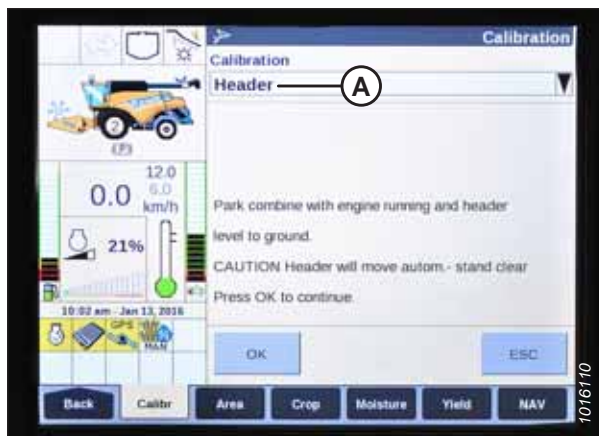 Calibration
Calibration
Header
A
2
(P)
12.0
6.0
0.0 km/h
21%
Park combine with engine running and header
level to ground.
CAUTION Header will move autom.- stand clear
Press OK to continue.
10:02 am Jan 13, 2016
GPS
MAN
OK
ESC
Back
Calibr
Area
Crop
Moisture
Yield
NAV
1016110